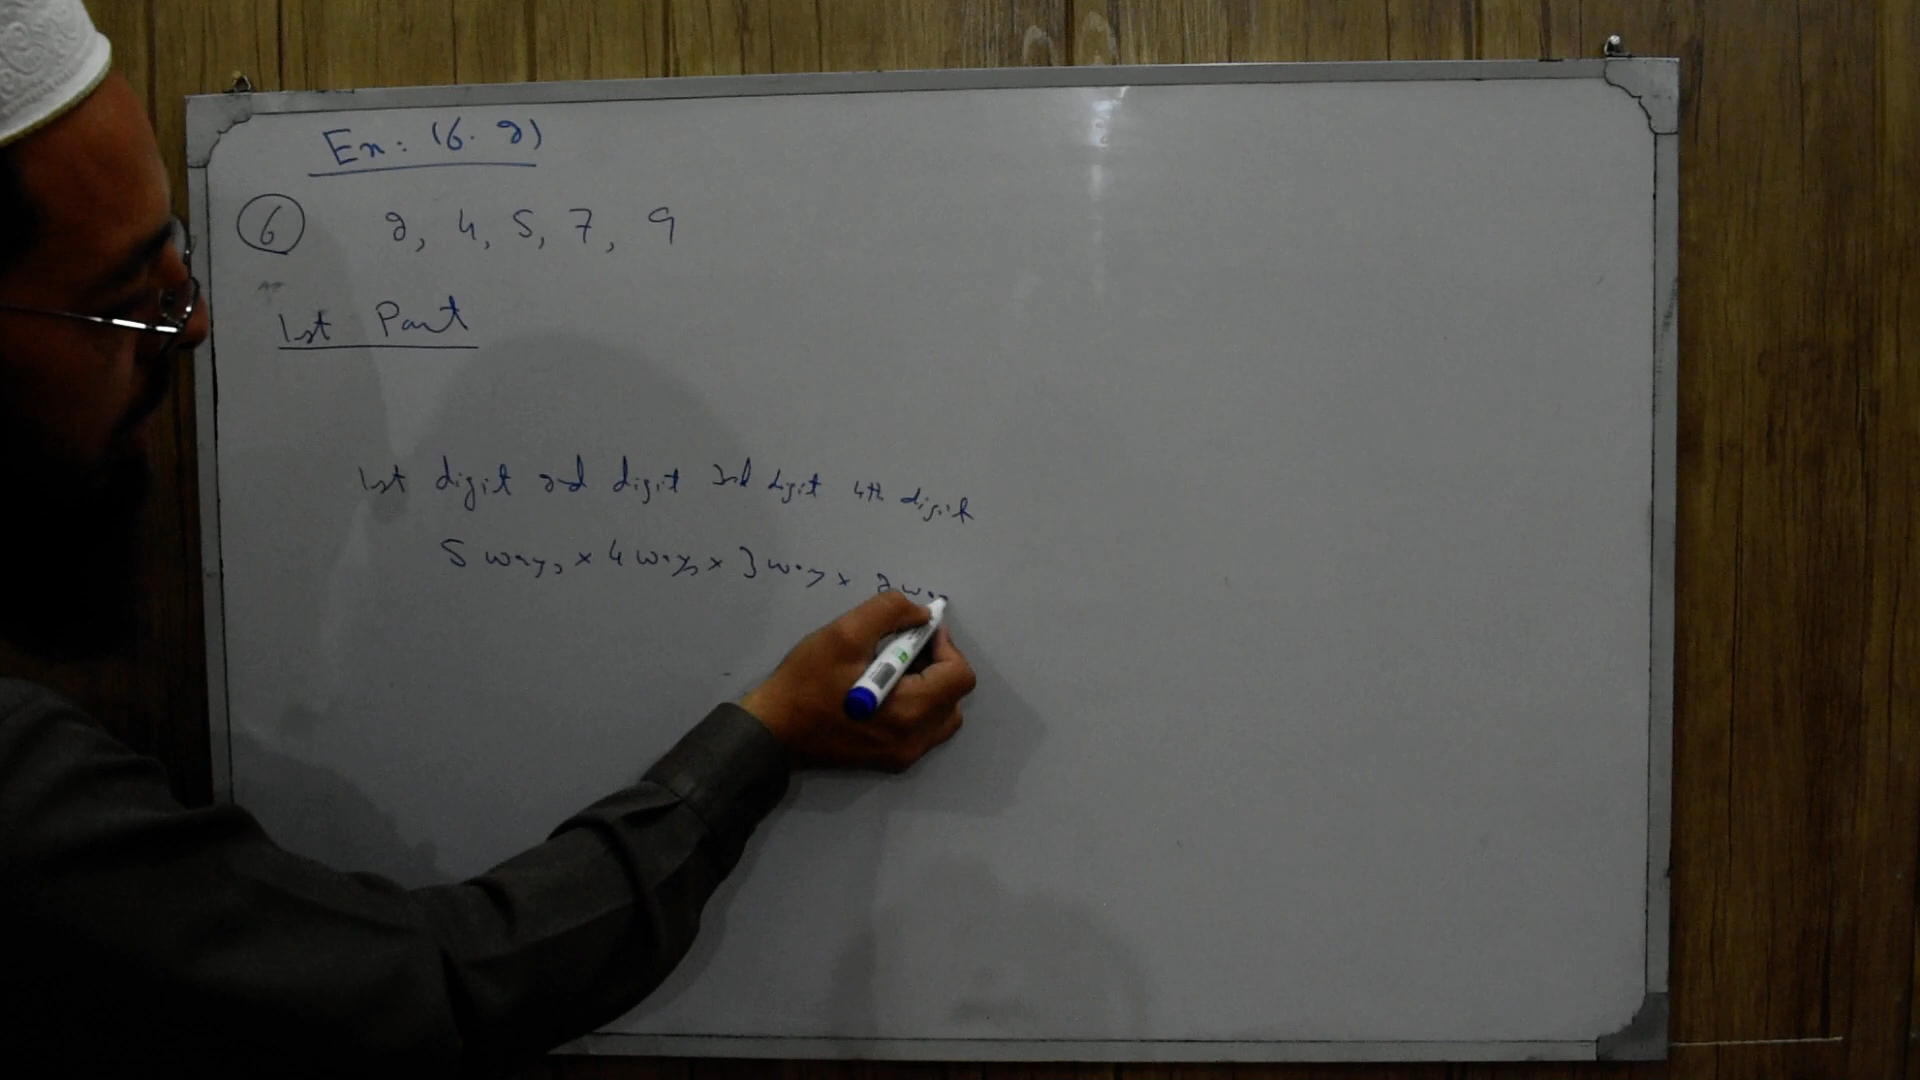 Ex: (6.2)
6 2, 4, 5, 7, 9
1st Part
1st digit 2nd digit 3rd digit 4th digit
5 ways × 4 ways × 3 ways × 2 way